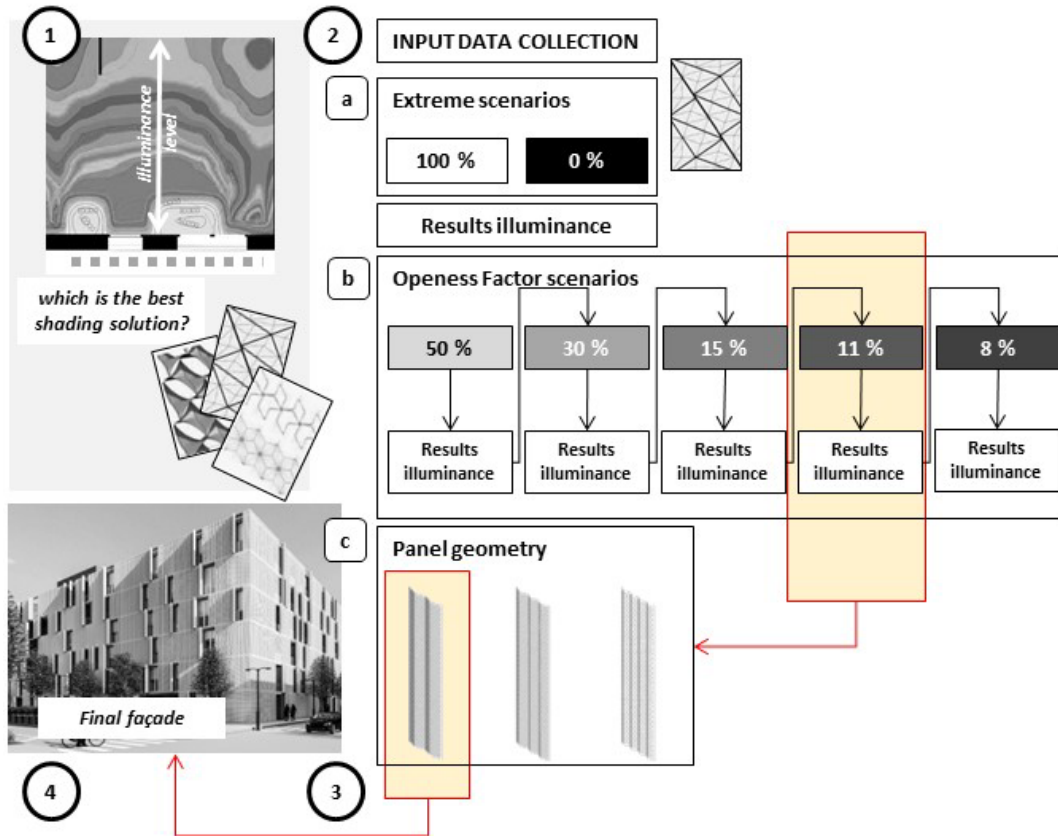 1
illuminance
level
which is the best
shading solution?
2
INPUT DATA COLLECTION
a
Extreme scenarios
100 %
0 %
Results illuminance
b
Openess Factor scenarios
50 %
30 %
15 %
11 %
8 %
Results
illuminance
Results
illuminance
Results
illuminance
Results
illuminance
Results
illuminance
c
Panel geometry
Final façade
4
3